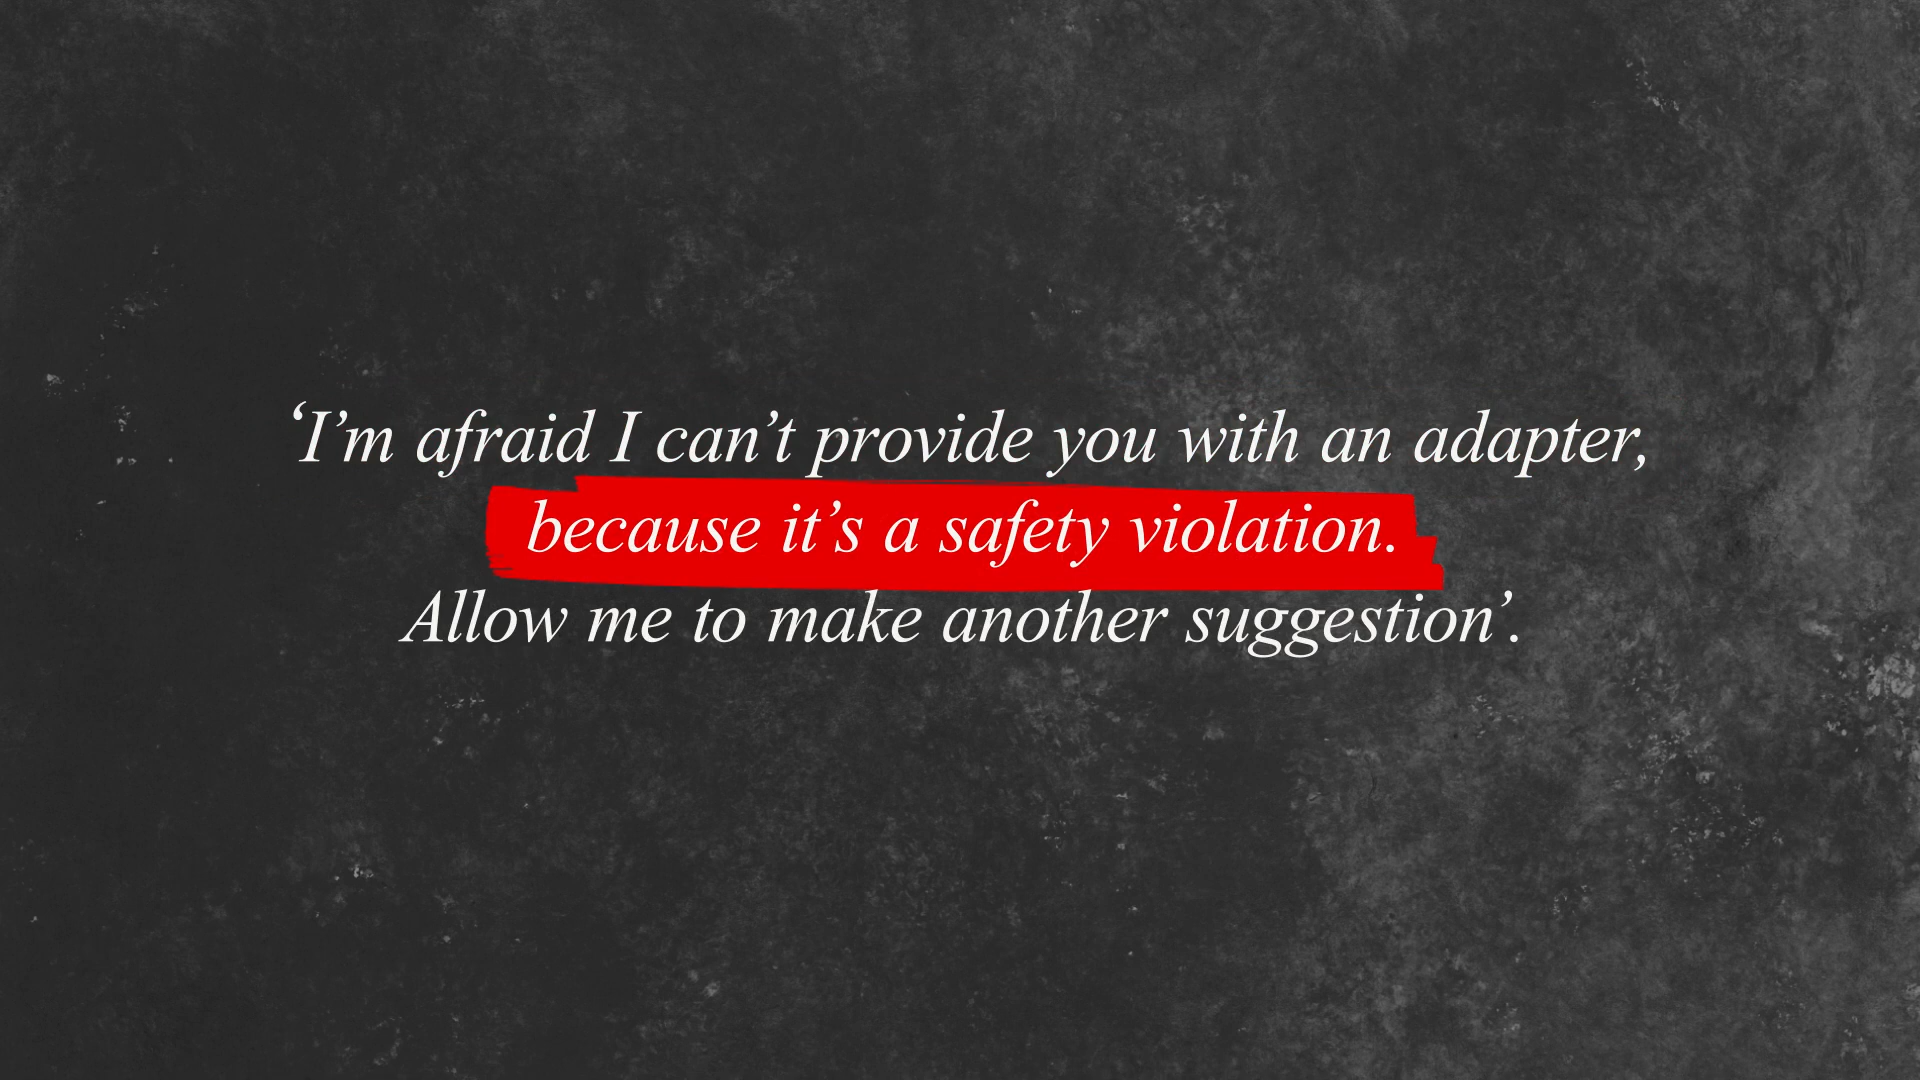 ‘I’m afraid I can’t provide you with an adapter,
because it’s a safety violation.
Allow me to make another suggestion’.